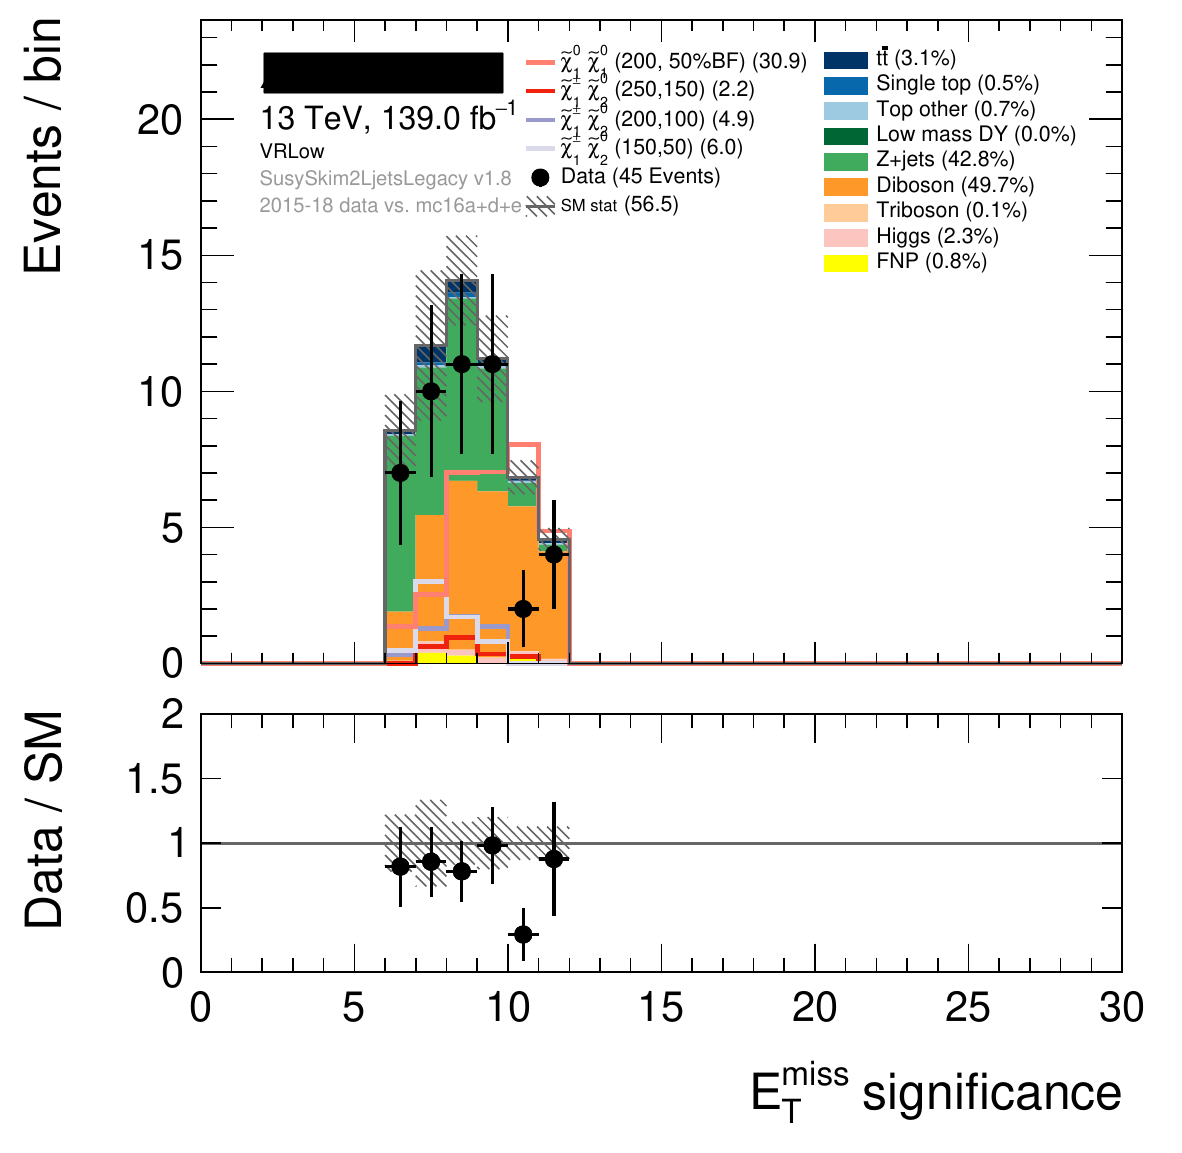 Events / bin
20
15
10
5
0
13 TeV, 139.0 fb⁻¹
VRLow
SusySkim2LjetsLegacy v1.8
2015-18 data vs. mc16a+d+e
χ̃⁰₁ χ̃⁰₁ (200, 50%BF) (30.9)
χ̃±₁ χ̃⁰₂ (250,150) (2.2)
χ̃±₁ χ̃⁰₂ (200,100) (4.9)
χ̃±₁ χ̃⁰₂ (150,50) (6.0)
Data (45 Events)
SM stat (56.5)
tt̄ (3.1%)
Single top (0.5%)
Top other (0.7%)
Low mass DY (0.0%)
Z+jets (42.8%)
Diboson (49.7%)
Triboson (0.1%)
Higgs (2.3%)
FNP (0.8%)
Data / SM
2
1.5
1
0.5
0
0 5 10 15 20 25 30
E_T^miss significance